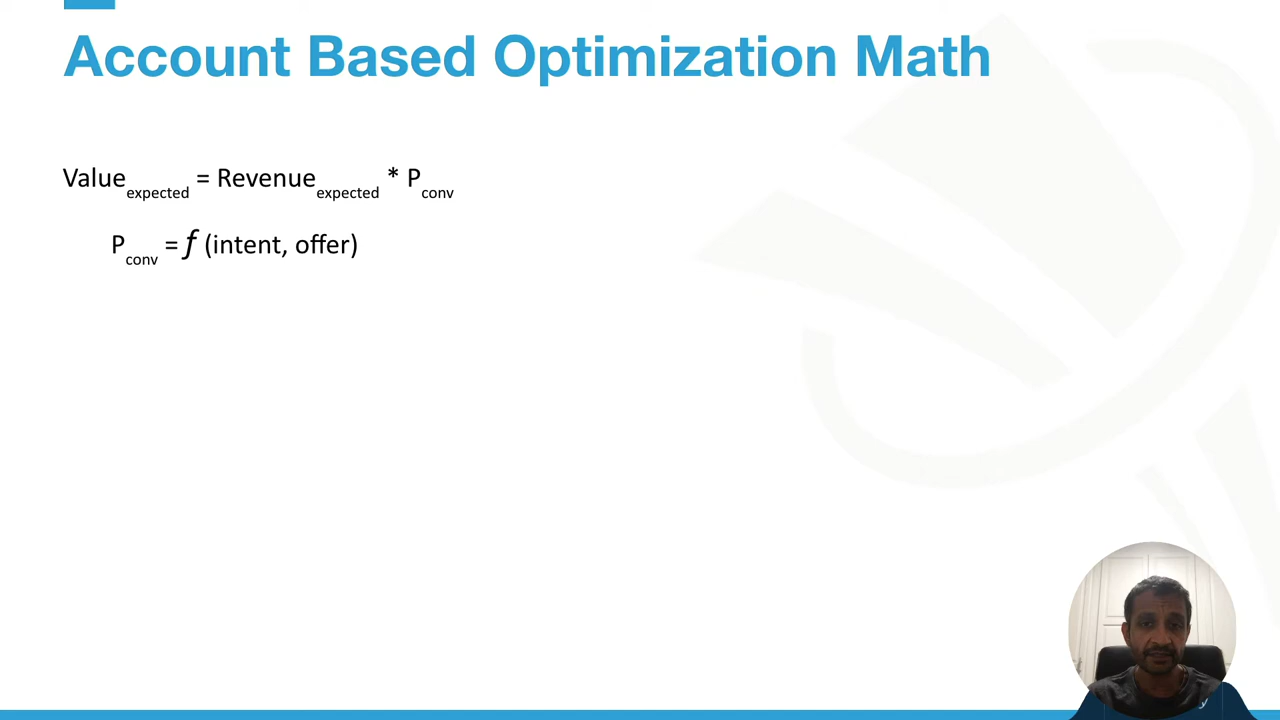 Account Based Optimization Math
Value expected = Revenue expected * P conv
P conv = f (intent, offer)